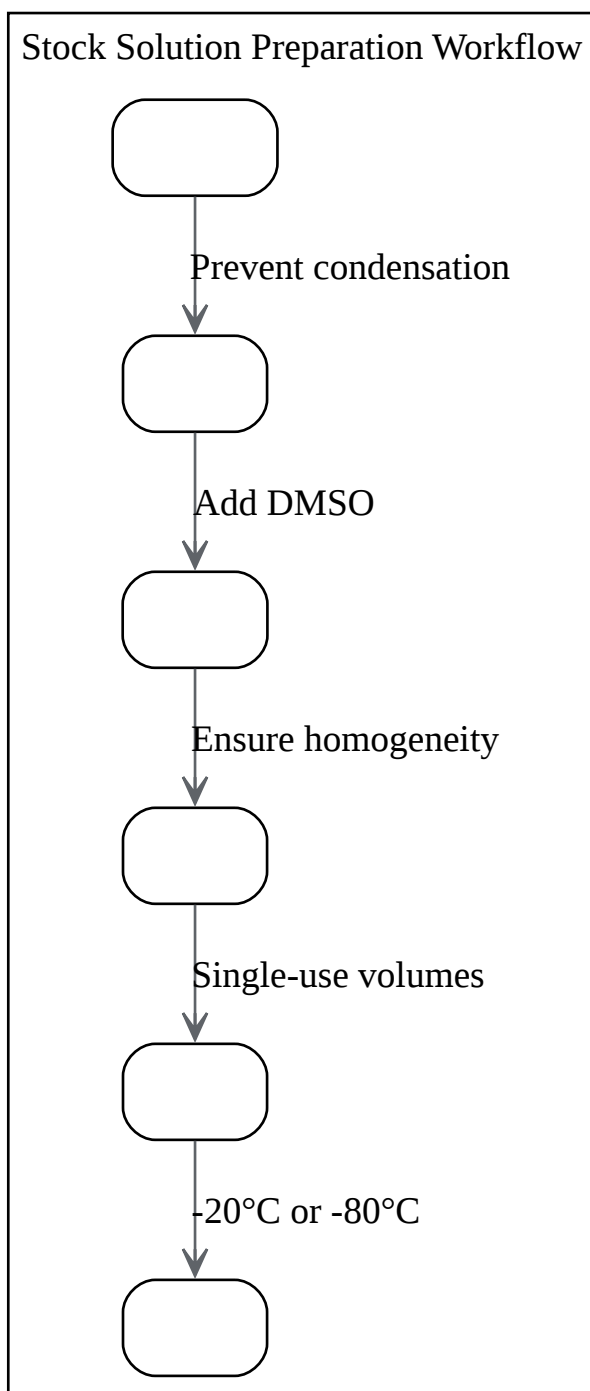 Stock Solution Preparation Workflow
Prevent condensation
Add DMSO
Ensure homogeneity
Single-use volumes
-20°C or -80°C